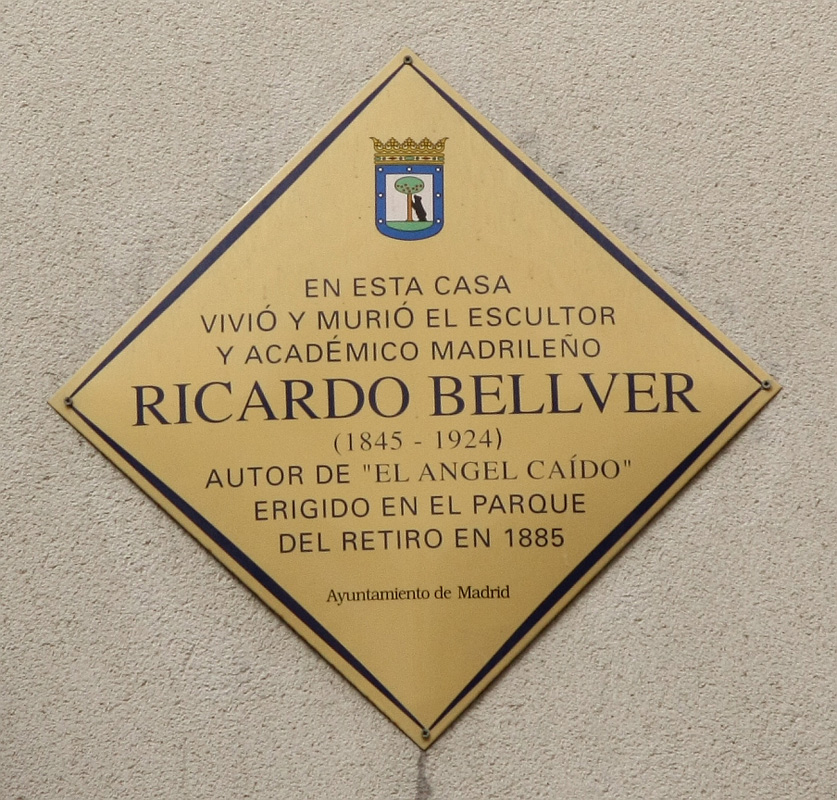 EN ESTA CASA
VIVIÓ Y MURIÓ EL ESCULTOR
Y ACADÉMICO MADRILEÑO
RICARDO BELLVER
(1845 - 1924)
AUTOR DE "EL ANGEL CAÍDO"
ERIGIDO EN EL PARQUE
DEL RETIRO EN 1885
Ayuntamiento de Madrid